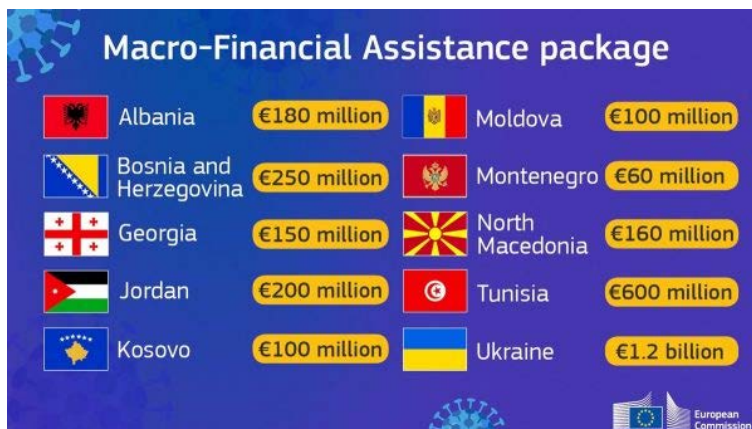 Macro-Financial Assistance package
Albania €180 million
Bosnia and
Herzegovina €250 million
Georgia €150 million
Jordan €200 million
Kosovo €100 million
Moldova €100 million
Montenegro €60 million
North
Macedonia €160 million
Tunisia €600 million
Ukraine €1.2 billion
European
Commission